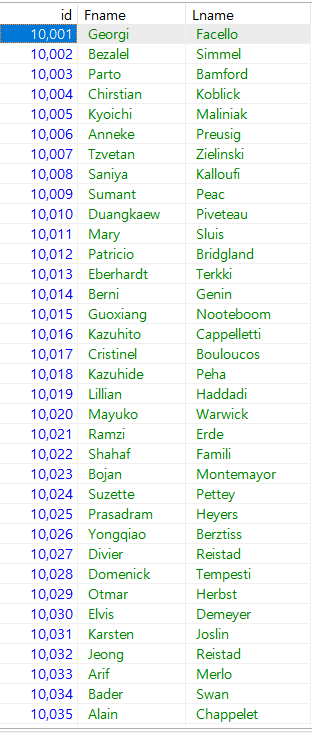 id Fname Lname
10,001 Georgi Facello
10,002 Bezalel Simmel
10,003 Parto Bamford
10,004 Chirstian Koblick
10,005 Kyoichi Maliniak
10,006 Anneke Preusig
10,007 Tzvetan Zielinski
10,008 Saniya Kalloufi
10,009 Sumant Peac
10,010 Duangkaew Piveteau
10,011 Mary Sluis
10,012 Patricio Bridgland
10,013 Eberhardt Terkki
10,014 Berni Genin
10,015 Guoxiang Nooteboom
10,016 Kazuhito Cappelletti
10,017 Cristinel Bouloucos
10,018 Kazuhide Peha
10,019 Lillian Haddadi
10,020 Mayuko Warwick
10,021 Ramzi Erde
10,022 Shahaf Famili
10,023 Bojan Montemayor
10,024 Suzette Pettey
10,025 Prasadram Heyers
10,026 Yongqiao Berztiss
10,027 Divier Reistad
10,028 Domenick Tempesti
10,029 Otmar Herbst
10,030 Elvis Demeyer
10,031 Karsten Joslin
10,032 Jeong Reistad
10,033 Arif Merlo
10,034 Bader Swan
10,035 Alain Chappelet